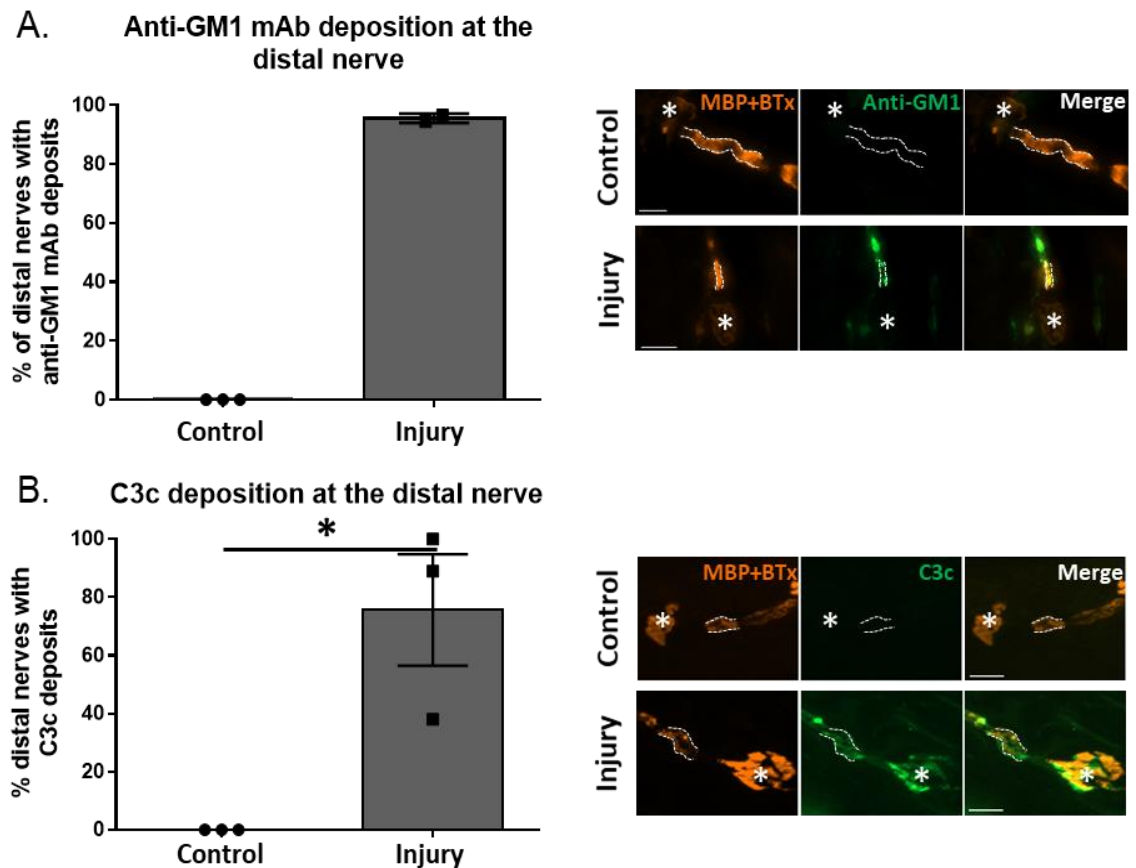 A.
Anti-GM1 mAb deposition at the
distal nerve
% of distal nerves with
anti-GM1 mAb deposits
100
80
60
40
20
0
Control
Injury
MBP+BTx
Anti-GM1
Merge
Control
*
*
*
Injury
*
*
*
B.
C3c deposition at the distal nerve
% distal nerves with
C3c deposits
*
100
80
60
40
20
0
Control
Injury
MBP+BTx
C3c
Merge
Control
*
*
*
Injury
*
*
*